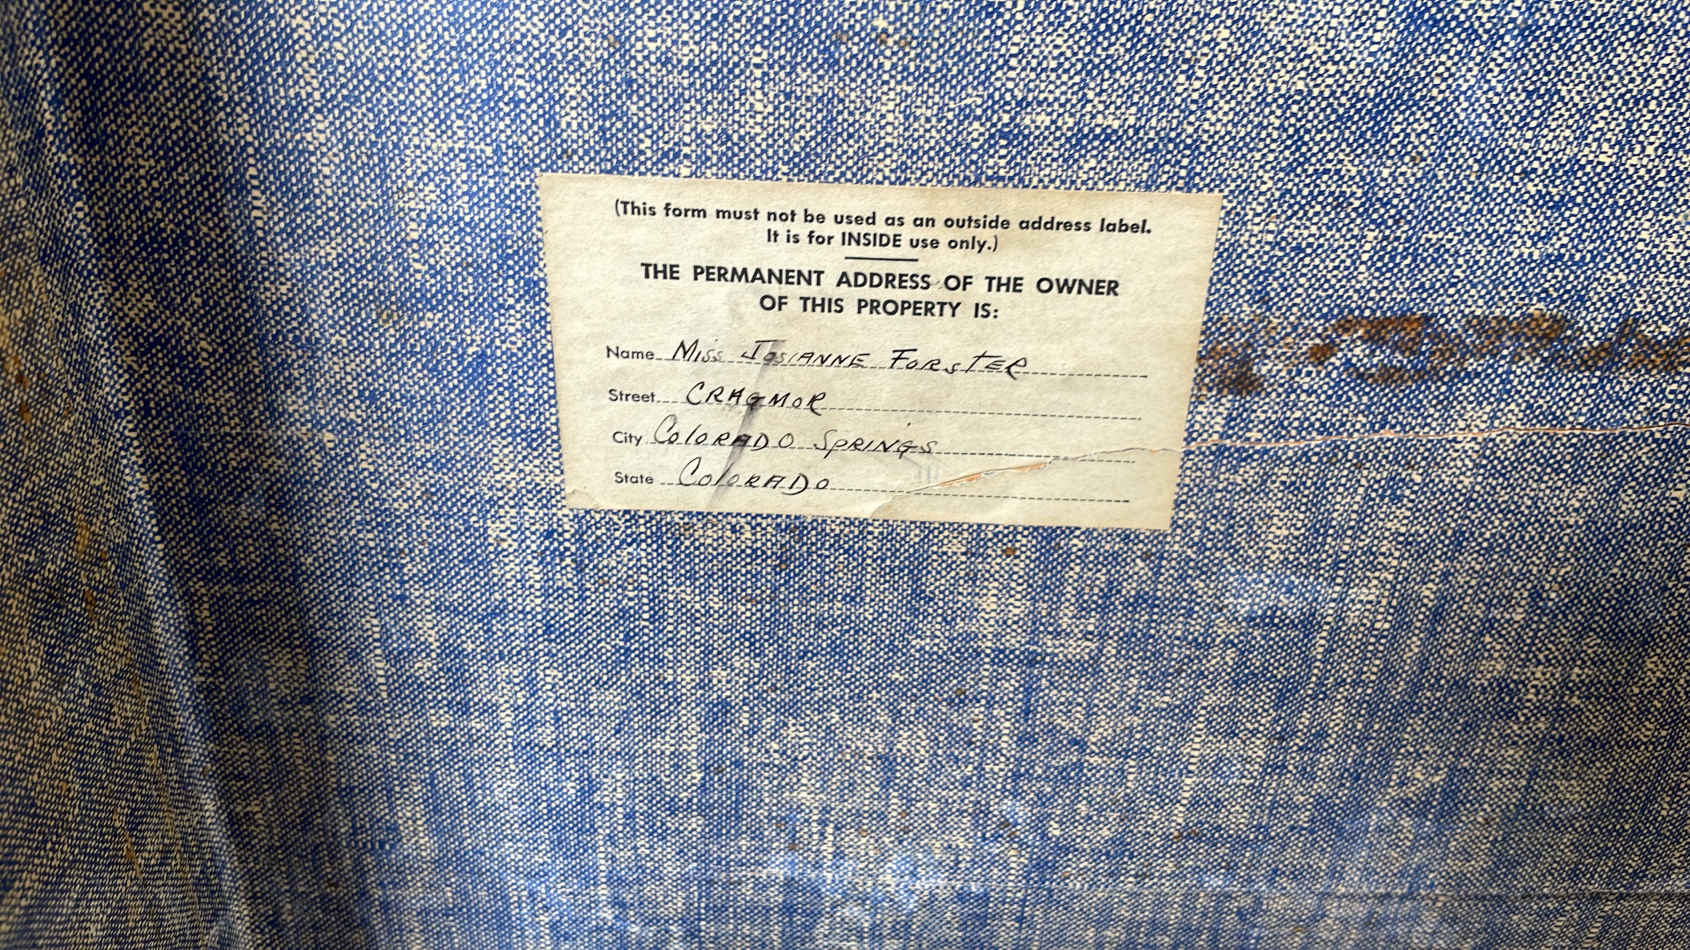 (This form must not be used as an outside address label.
It is for INSIDE use only.)
THE PERMANENT ADDRESS OF THE OWNER
OF THIS PROPERTY IS:
Name Miss JOSIANNE FORSTER
Street CRAGMOR
City COLORADO SPRINGS
State COLORADO